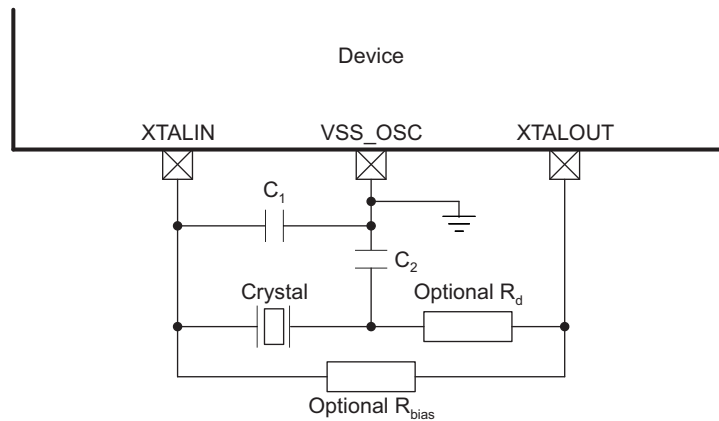 Device
XTALIN
VSS_OSC
XTALOUT
C1
C2
Crystal
Optional Rd
Optional Rbias